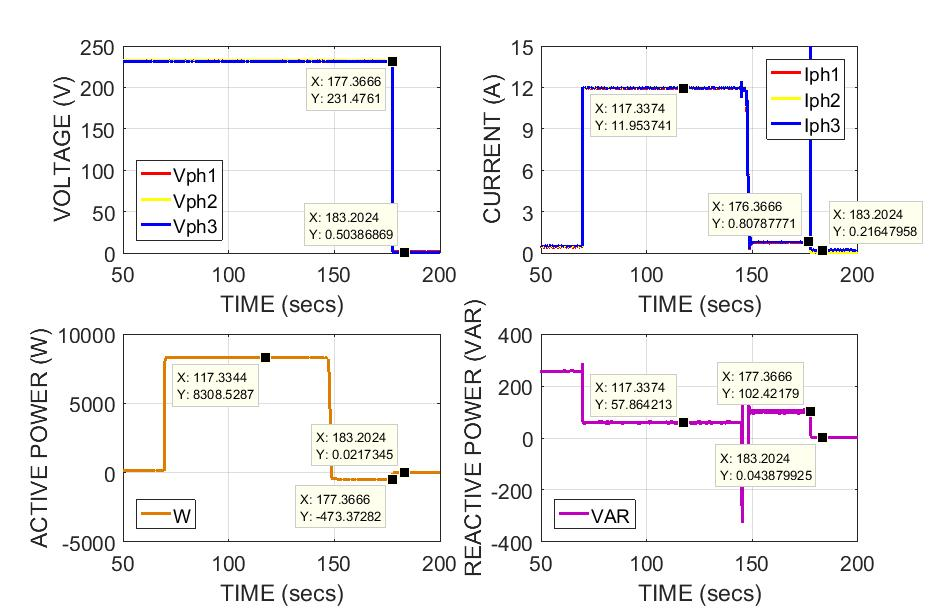 250
200
150
100
50
0
VOLTAGE (V)
X: 177.3666
Y: 231.4761
X: 183.2024
Y: 0.50386869
Vph1
Vph2
Vph3
50
100
150
200
TIME (secs)
15
12
9
6
3
0
CURRENT (A)
Iph1
Iph2
Iph3
X: 117.3374
Y: 11.953741
X: 176.3666
Y: 0.80787771
X: 183.2024
Y: 0.21647958
50
100
150
200
TIME (secs)
10000
5000
0
-5000
ACTIVE POWER (W)
X: 117.3344
Y: 8308.5287
X: 183.2024
Y: 0.0217345
X: 177.3666
Y: -473.37282
W
50
100
150
200
TIME (secs)
400
200
0
-200
-400
REACTIVE POWER (VAR)
X: 117.3374
Y: 57.864213
X: 177.3666
Y: 102.42179
X: 183.2024
Y: 0.043879925
VAR
50
100
150
200
TIME (secs)